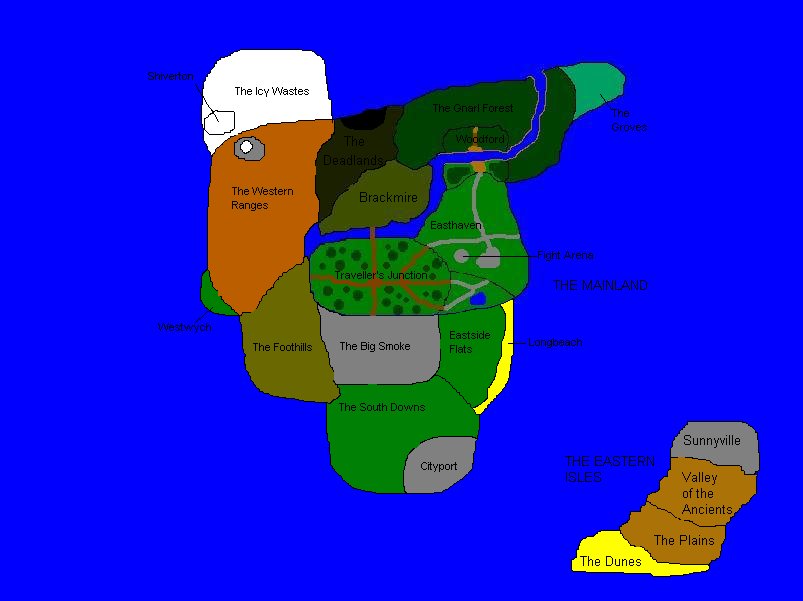 Shiverton
The Icy Wastes
The Gnarl Forest
The
Groves
The
Deadlands
Woodford
The Western
Ranges
Brackmire
Easthaven
Fight Arena
Traveller's Junction
THE MAINLAND
Westwych
The Foothills
The Big Smoke
Eastside
Flats
Longbeach
The South Downs
Cityport
THE EASTERN
ISLES
Sunnyville
Valley
of the
Ancients
The Plains
The Dunes